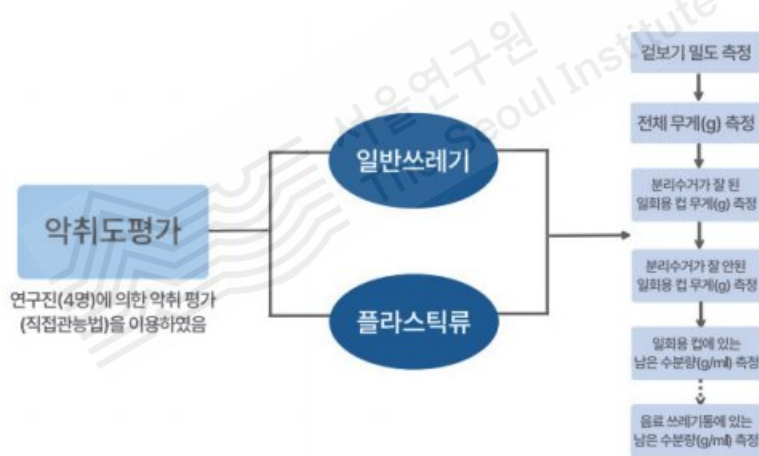 서울연구원
The Seoul Institute
악취도평가
연구진(4명)에 의한 악취 평가
(직접관능법)을 이용하였음
일반쓰레기
플라스틱류
겉보기 밀도 측정
전체 무게(g) 측정
분리수거가 잘 된
일회용 컵 무게(g) 측정
분리수거가 잘 안된
일회용 컵 무게(g) 측정
일회용 컵에 있는
남은 수분량(g/㎖) 측정
음료 쓰레기통에 있는
남은 수분량(g/㎖) 측정